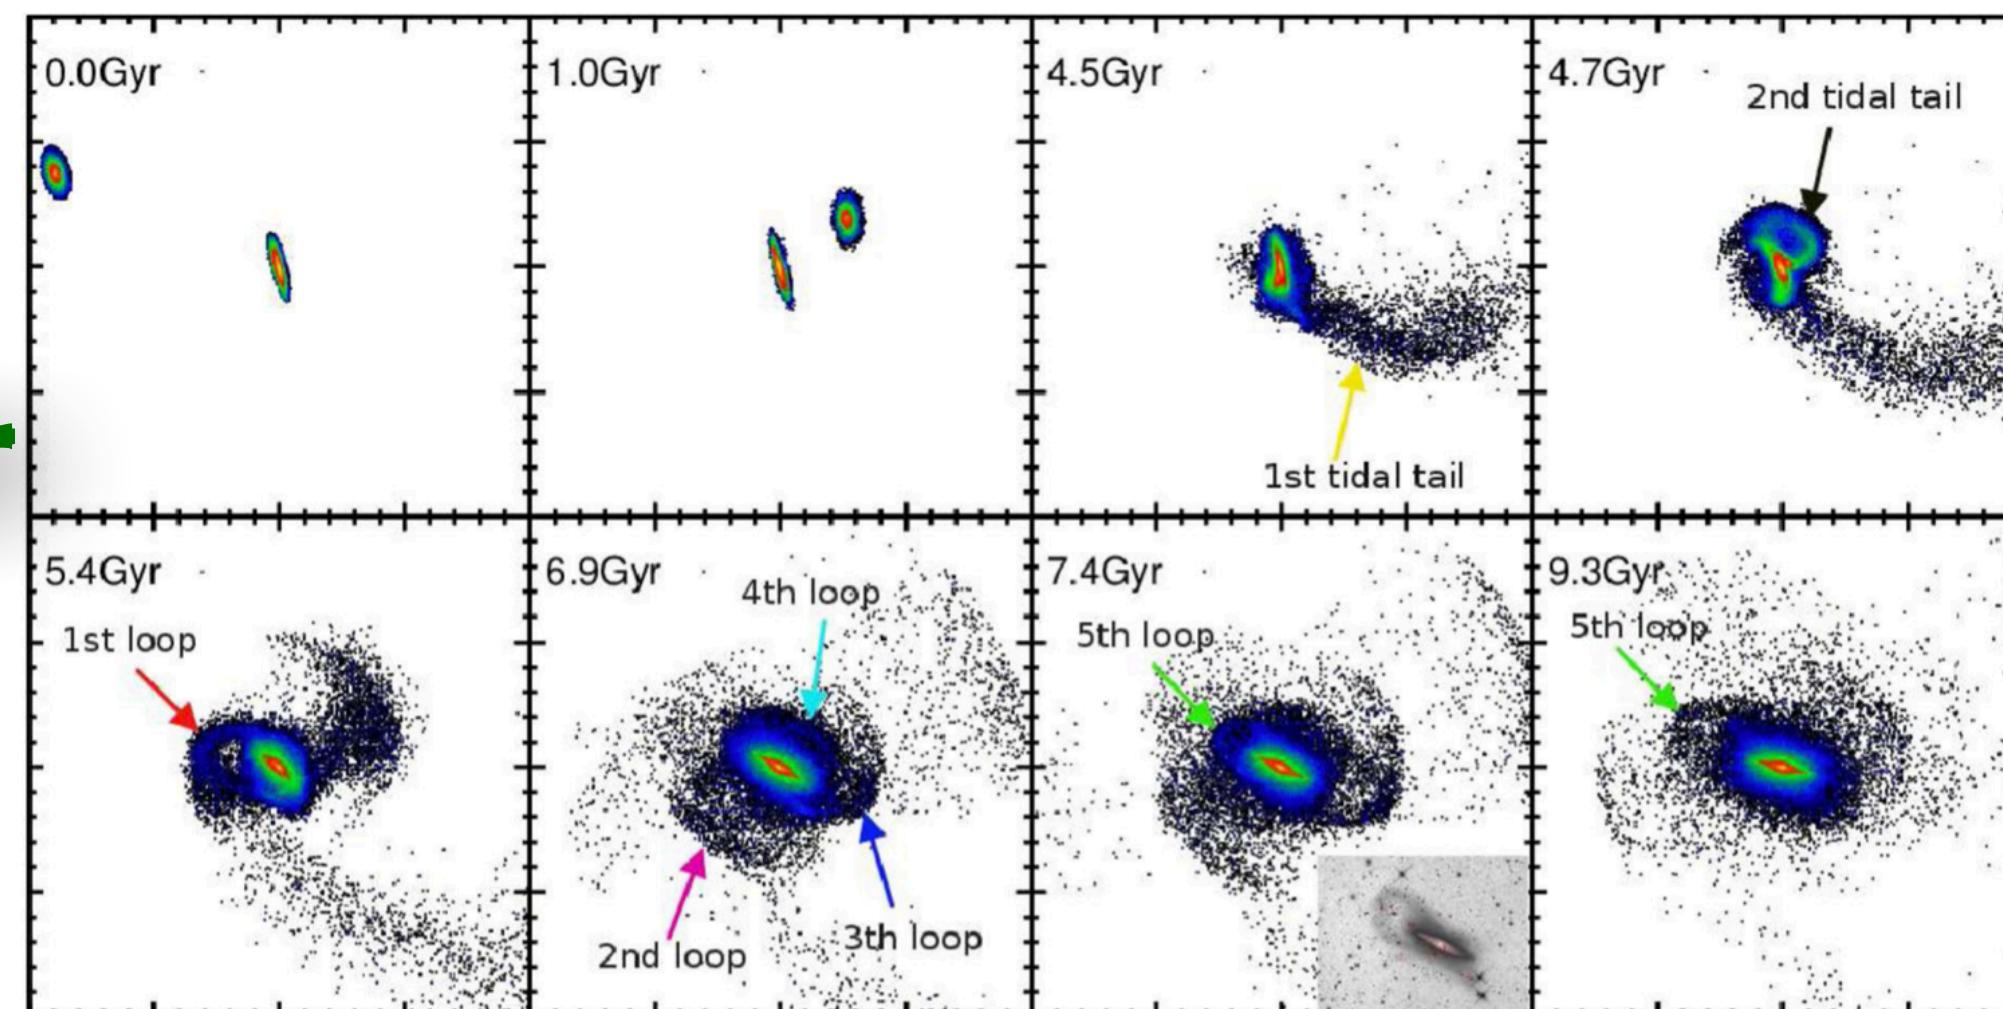 0.0Gyr
1.0Gyr
4.5Gyr
4.7Gyr
2nd tidal tail
1st tidal tail
5.4Gyr
6.9Gyr
7.4Gyr
9.3Gyr
1st loop
4th loop
5th loop
5th loop
2nd loop
3th loop